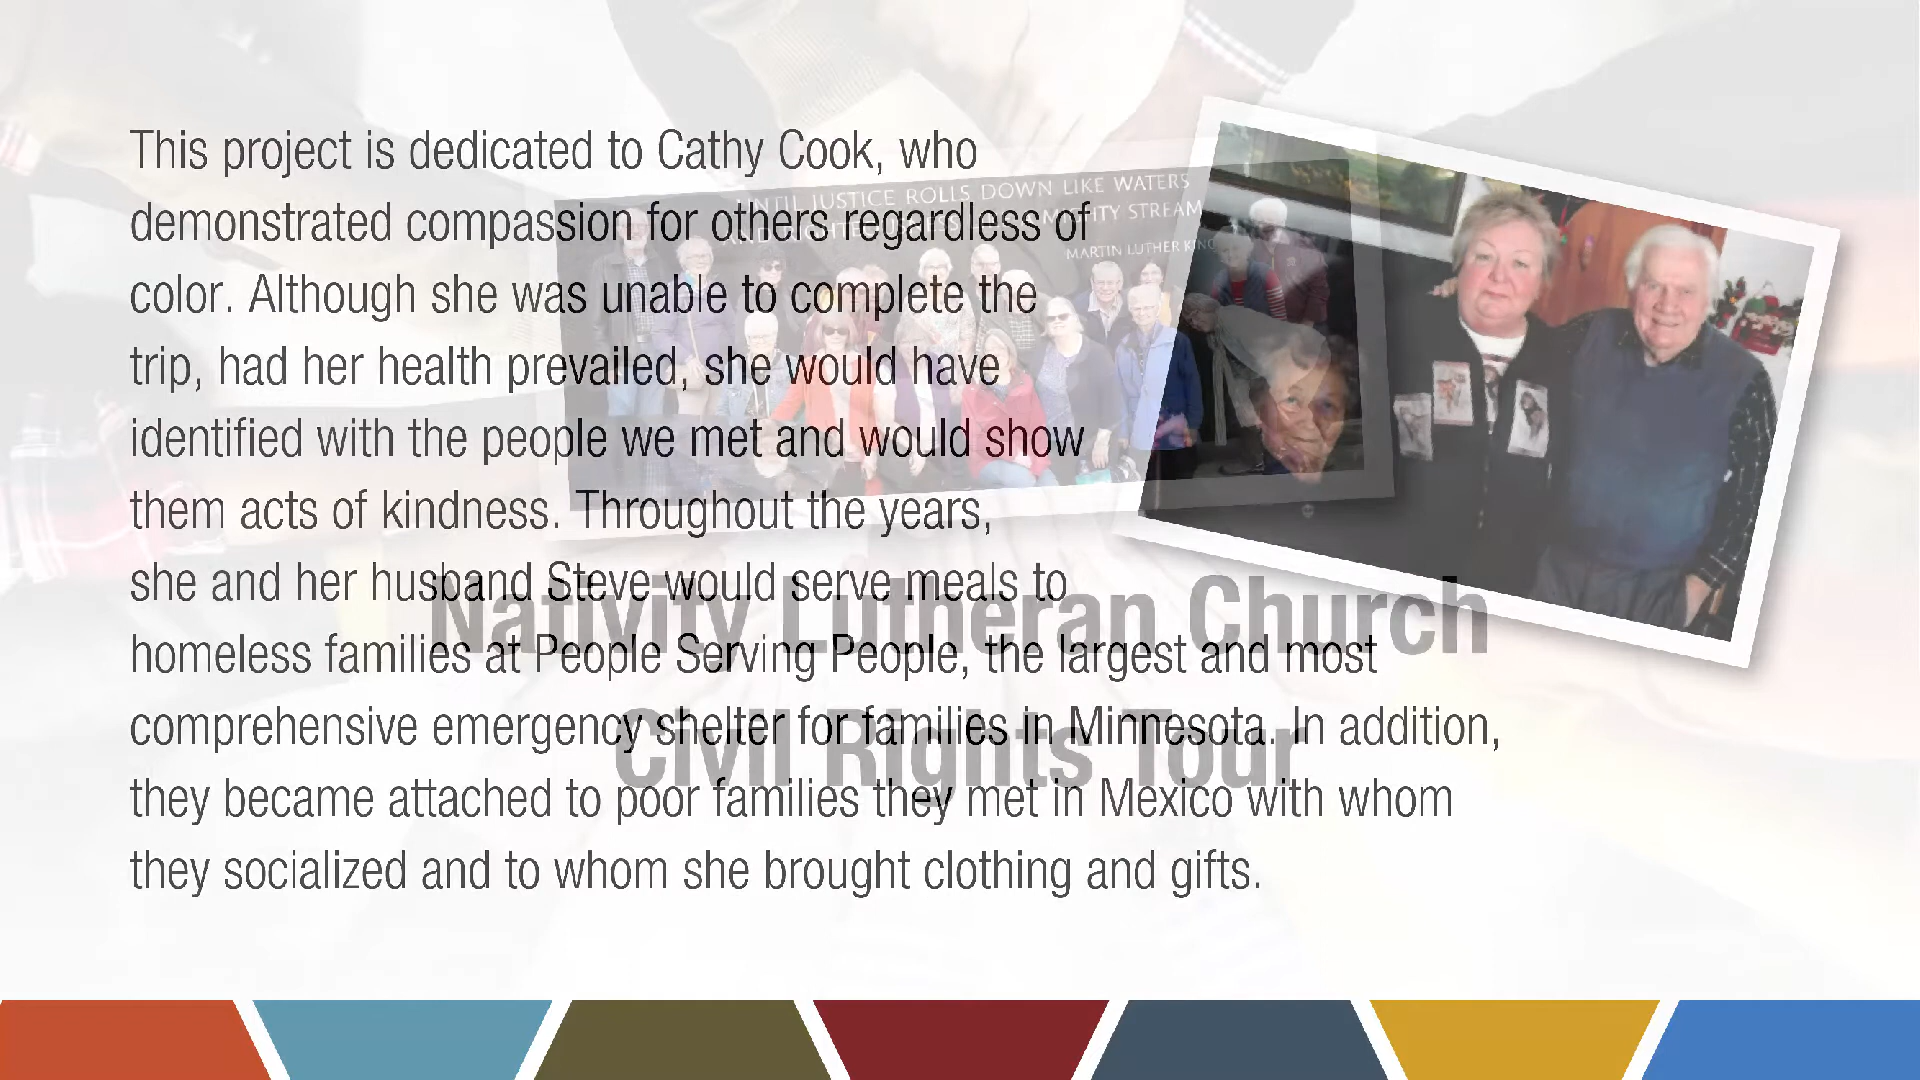 This project is dedicated to Cathy Cook, who
demonstrated compassion for others regardless of
color. Although she was unable to complete the
trip, had her health prevailed, she would have
identified with the people we met and would show
them acts of kindness. Throughout the years,
she and her husband Steve would serve meals to
homeless families at People Serving People, the largest and most
comprehensive emergency shelter for families in Minnesota. In addition,
they became attached to poor families they met in Mexico with whom
they socialized and to whom she brought clothing and gifts.
UNTIL JUSTICE ROLLS DOWN LIKE WATERS
AND RIGHTEOUSNESS MIGHTY STREAM
MARTIN LUTHER KING
Nativity Lutheran Church
Civil Rights Tour